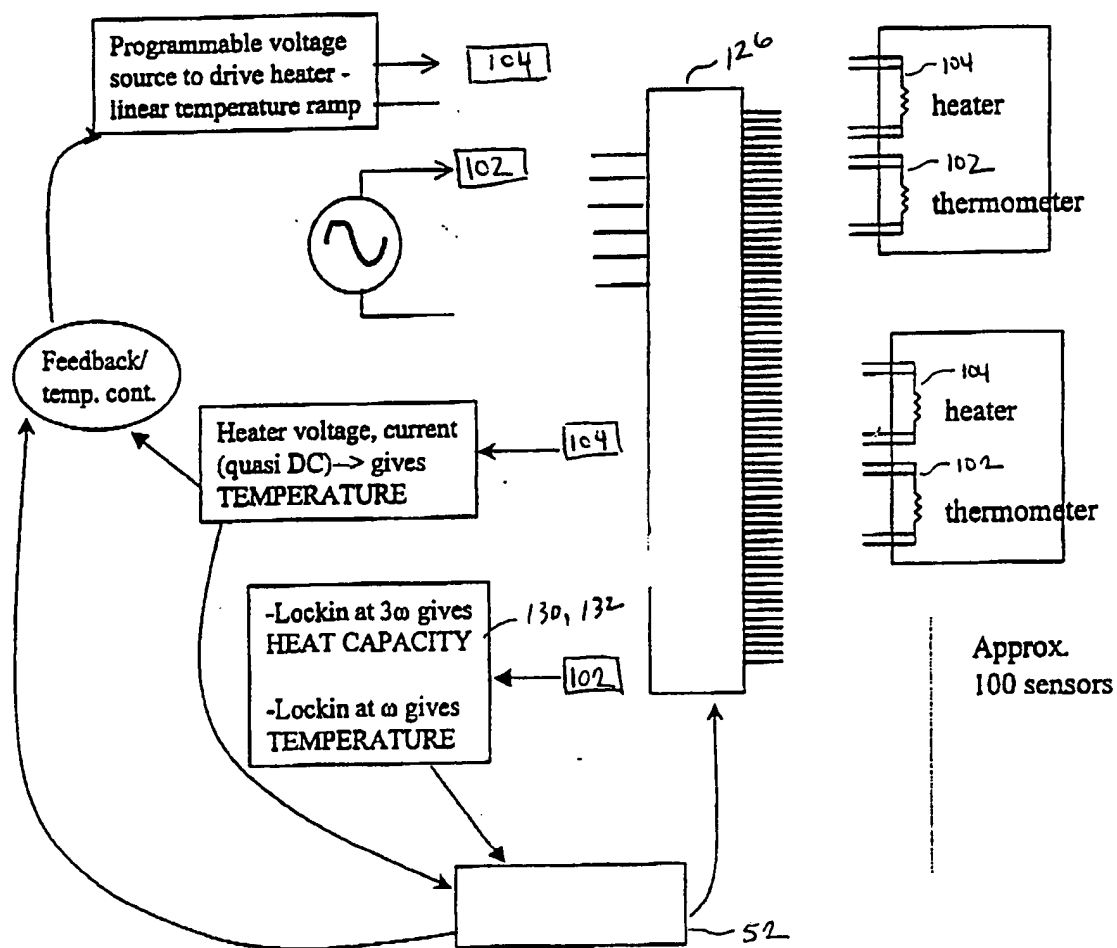 Programmable voltage
source to drive heater -
linear temperature ramp
104
102
126
104
heater
102
thermometer
Feedback/
temp. cont.
Heater voltage, current
(quasi DC)--> gives
TEMPERATURE
104
104
heater
102
thermometer
-Lockin at 3ω gives
HEAT CAPACITY
-Lockin at ω gives
TEMPERATURE
130, 132
102
Approx.
100 sensors
52